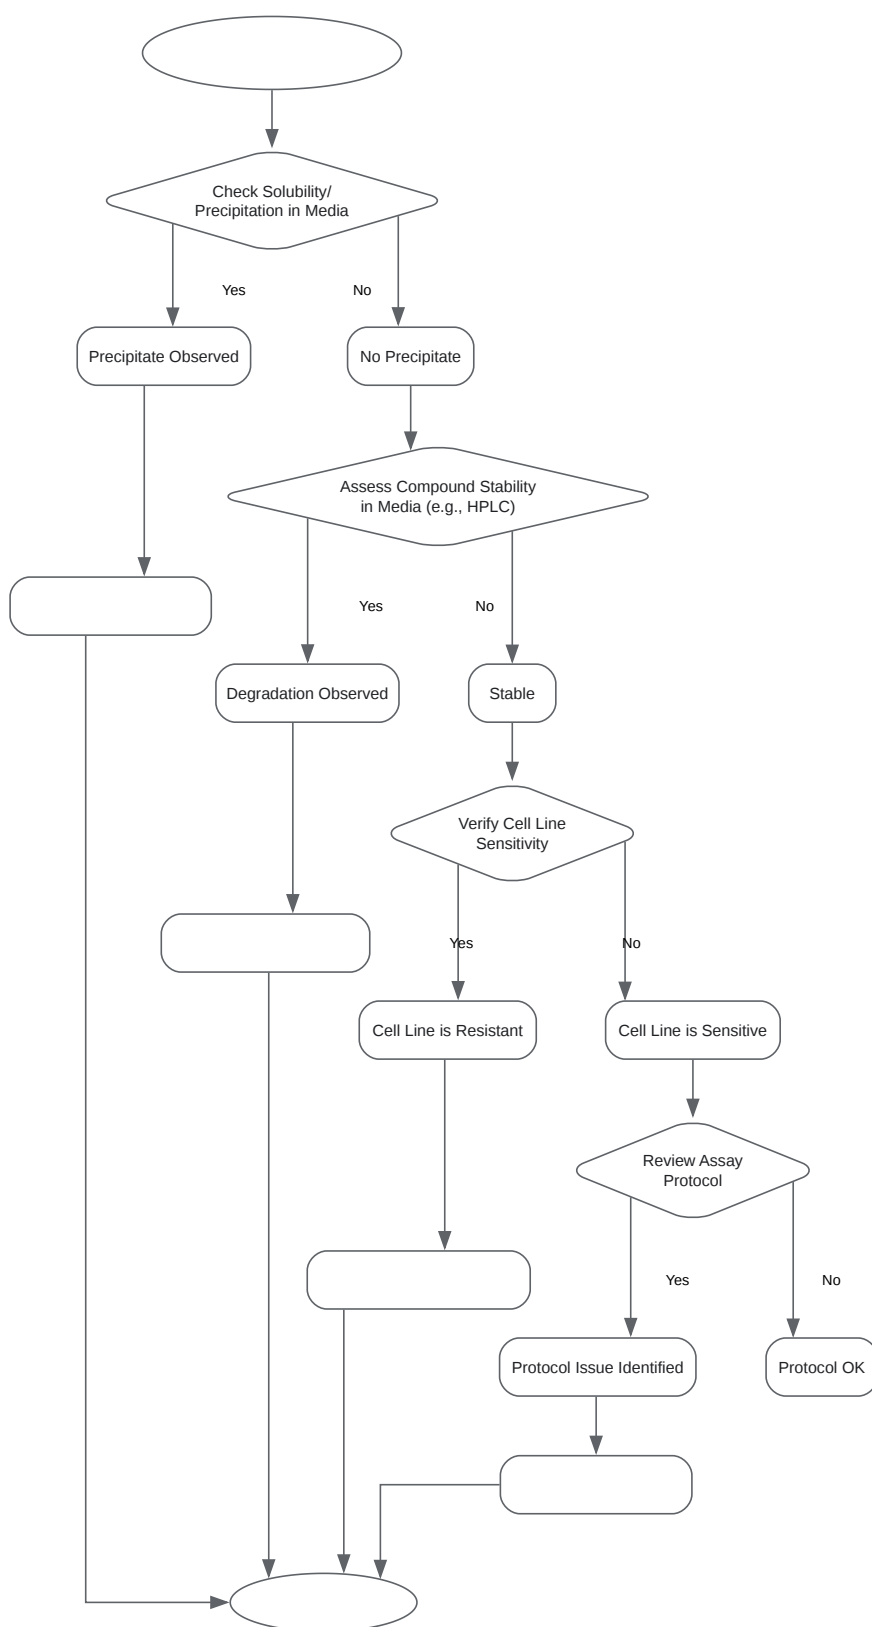 Check Solubility/
Precipitation in Media
Yes
No
Precipitate Observed
No Precipitate
Assess Compound Stability
in Media (e.g., HPLC)
Yes
No
Degradation Observed
Stable
Verify Cell Line
Sensitivity
Yes
No
Cell Line is Resistant
Cell Line is Sensitive
Review Assay
Protocol
Yes
No
Protocol Issue Identified
Protocol OK